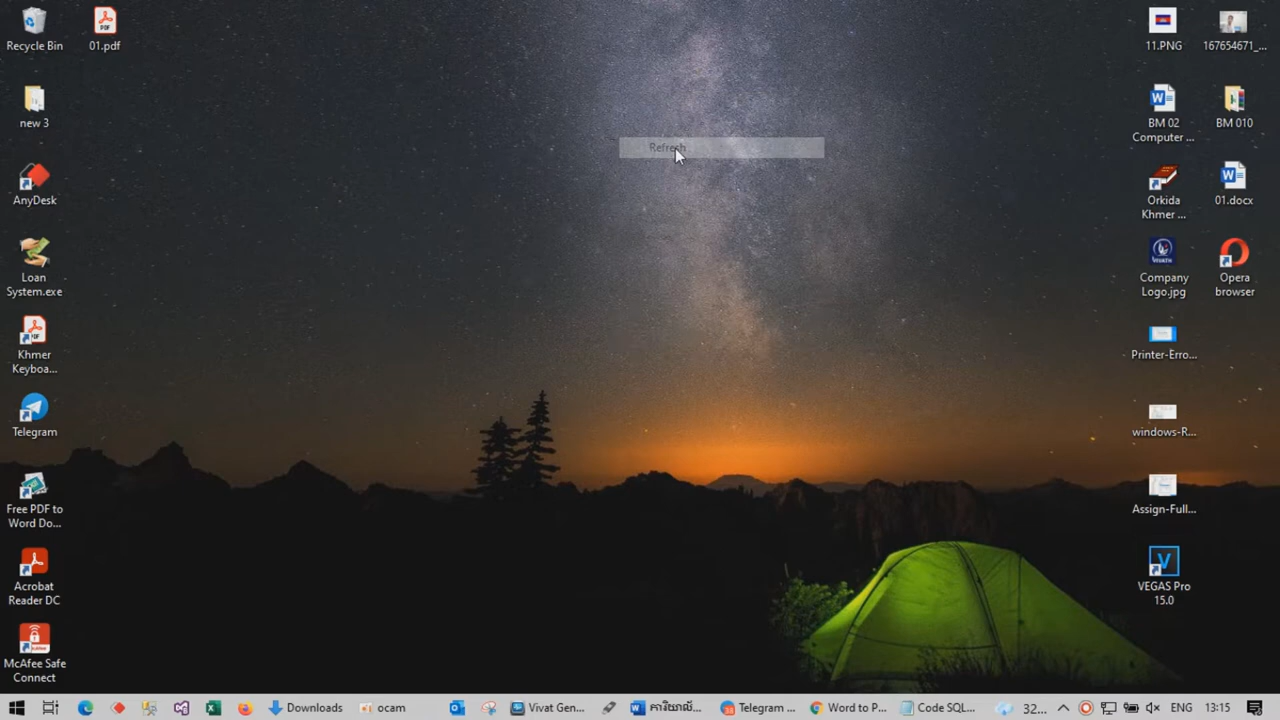 Recycle Bin
01.pdf
11.PNG
167654671_...
new 3
BM 02
Computer ...
BM 010
AnyDesk
Orkida
Khmer ...
01.docx
Loan
System.exe
Company
Logo.jpg
Opera
browser
Khmer
Keyboa...
Printer-Erro...
Telegram
windows-R...
Free PDF to
Word Do...
Assign-Full...
Acrobat
Reader DC
VEGAS Pro
15.0
McAfee Safe
Connect
Refresh
Downloads
ocam
Vivat Gen...
Telegram ...
Word to P...
Code SQL...
32...
ENG
13:15